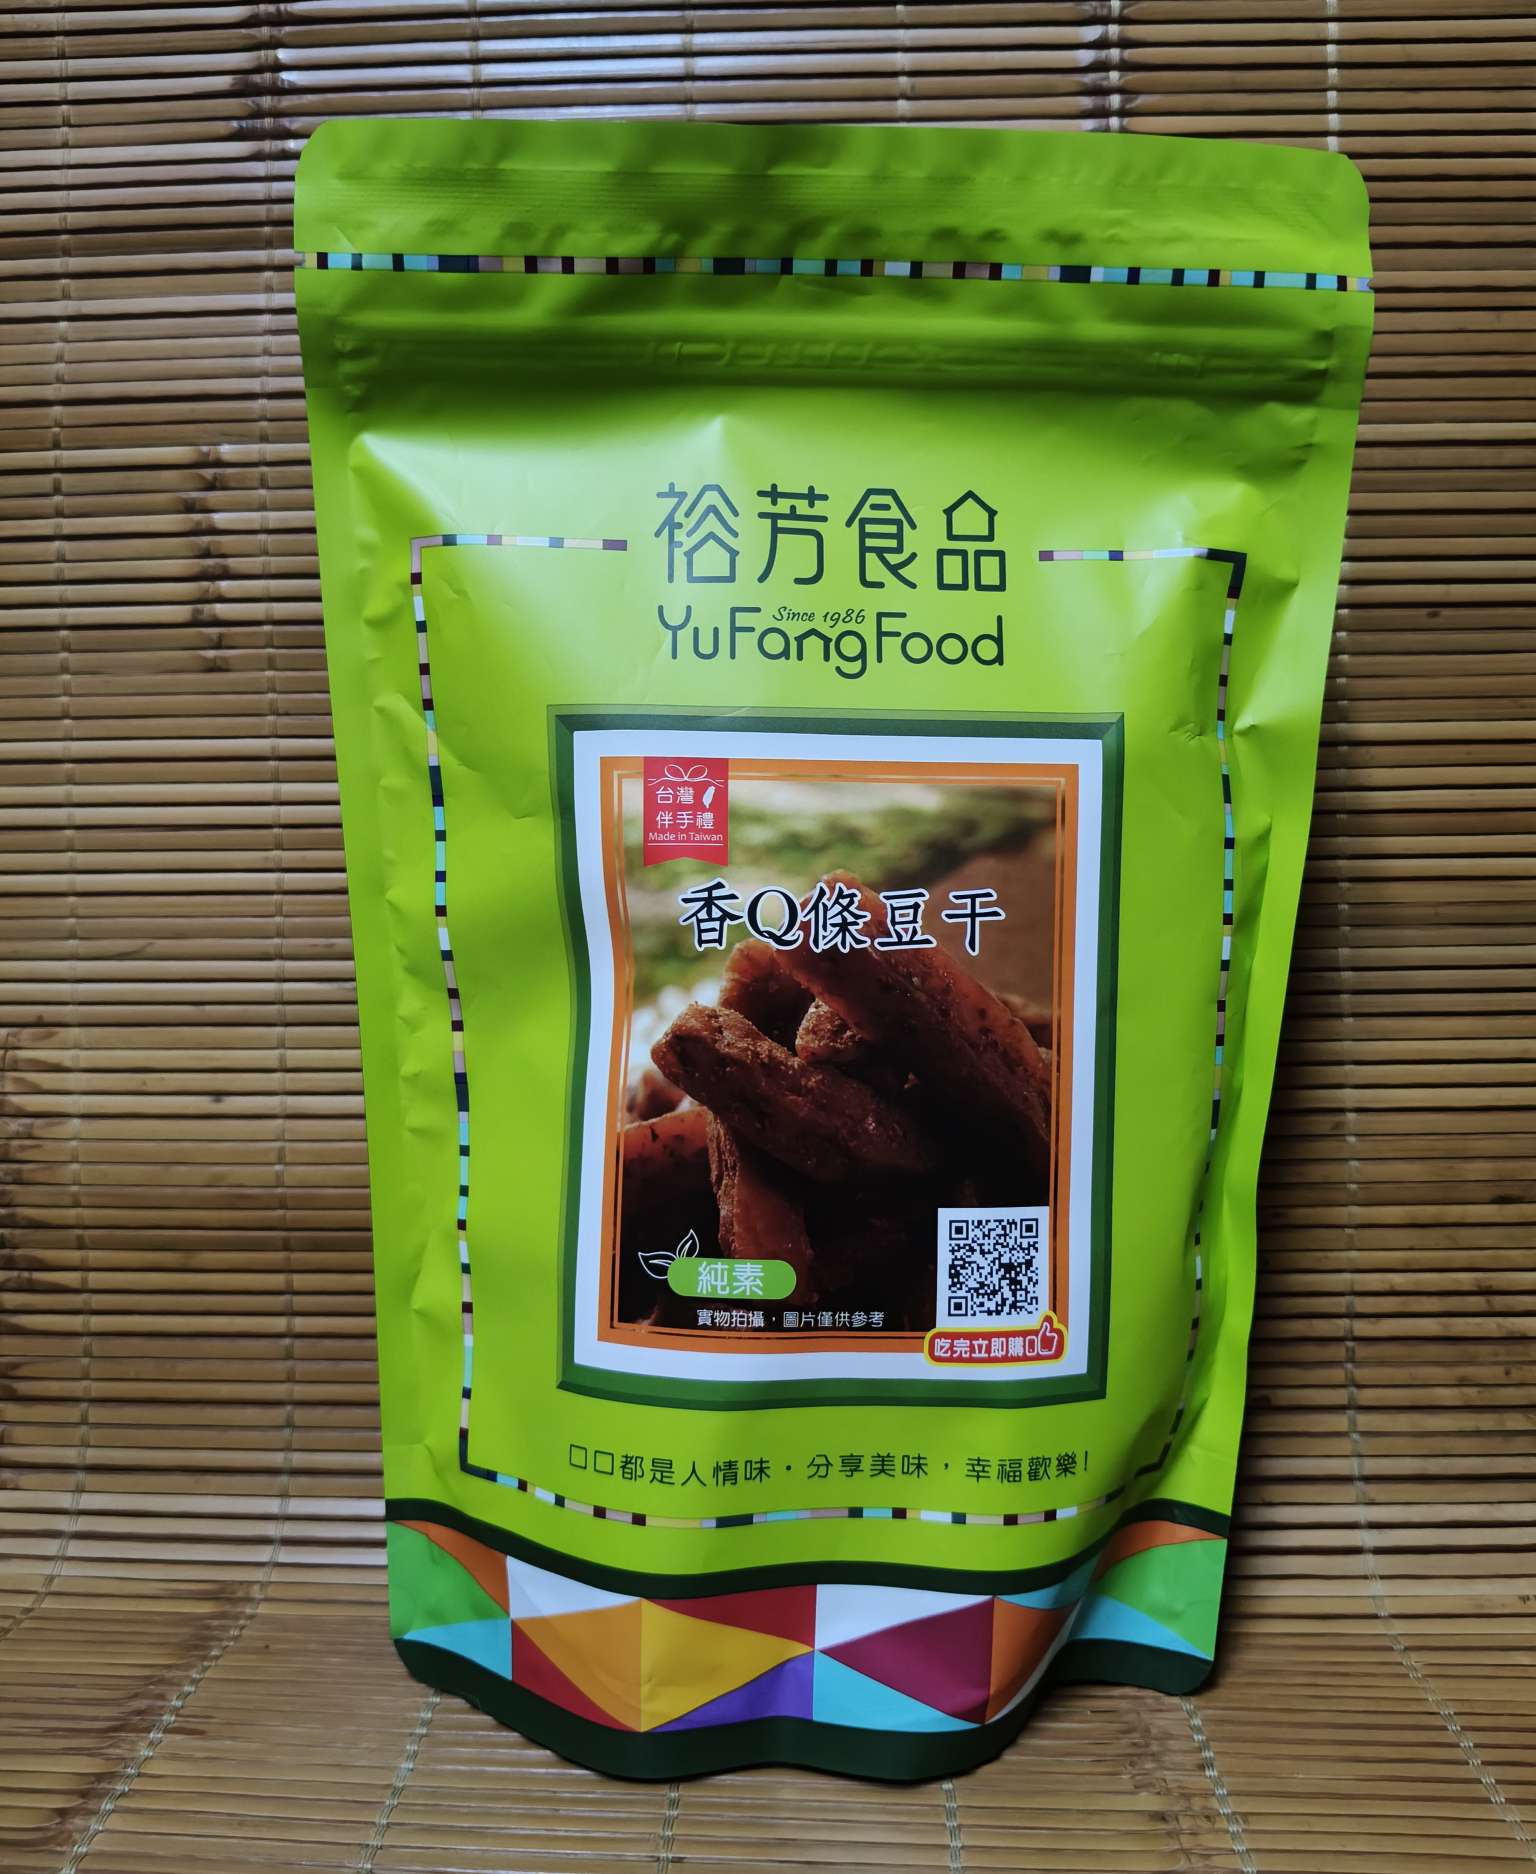 裕芳食品
Since 1986
YuFangFood
台灣
伴手禮
Made in Taiwan
香Q條豆干
純素
實物拍攝，圖片僅供參考
吃完立即購
口口都是人情味・分享美味，幸福歡樂!